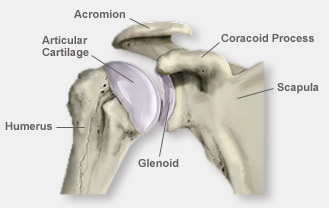 Acromion
Articular
Cartilage
Coracoid Process
Scapula
Humerus
Glenoid